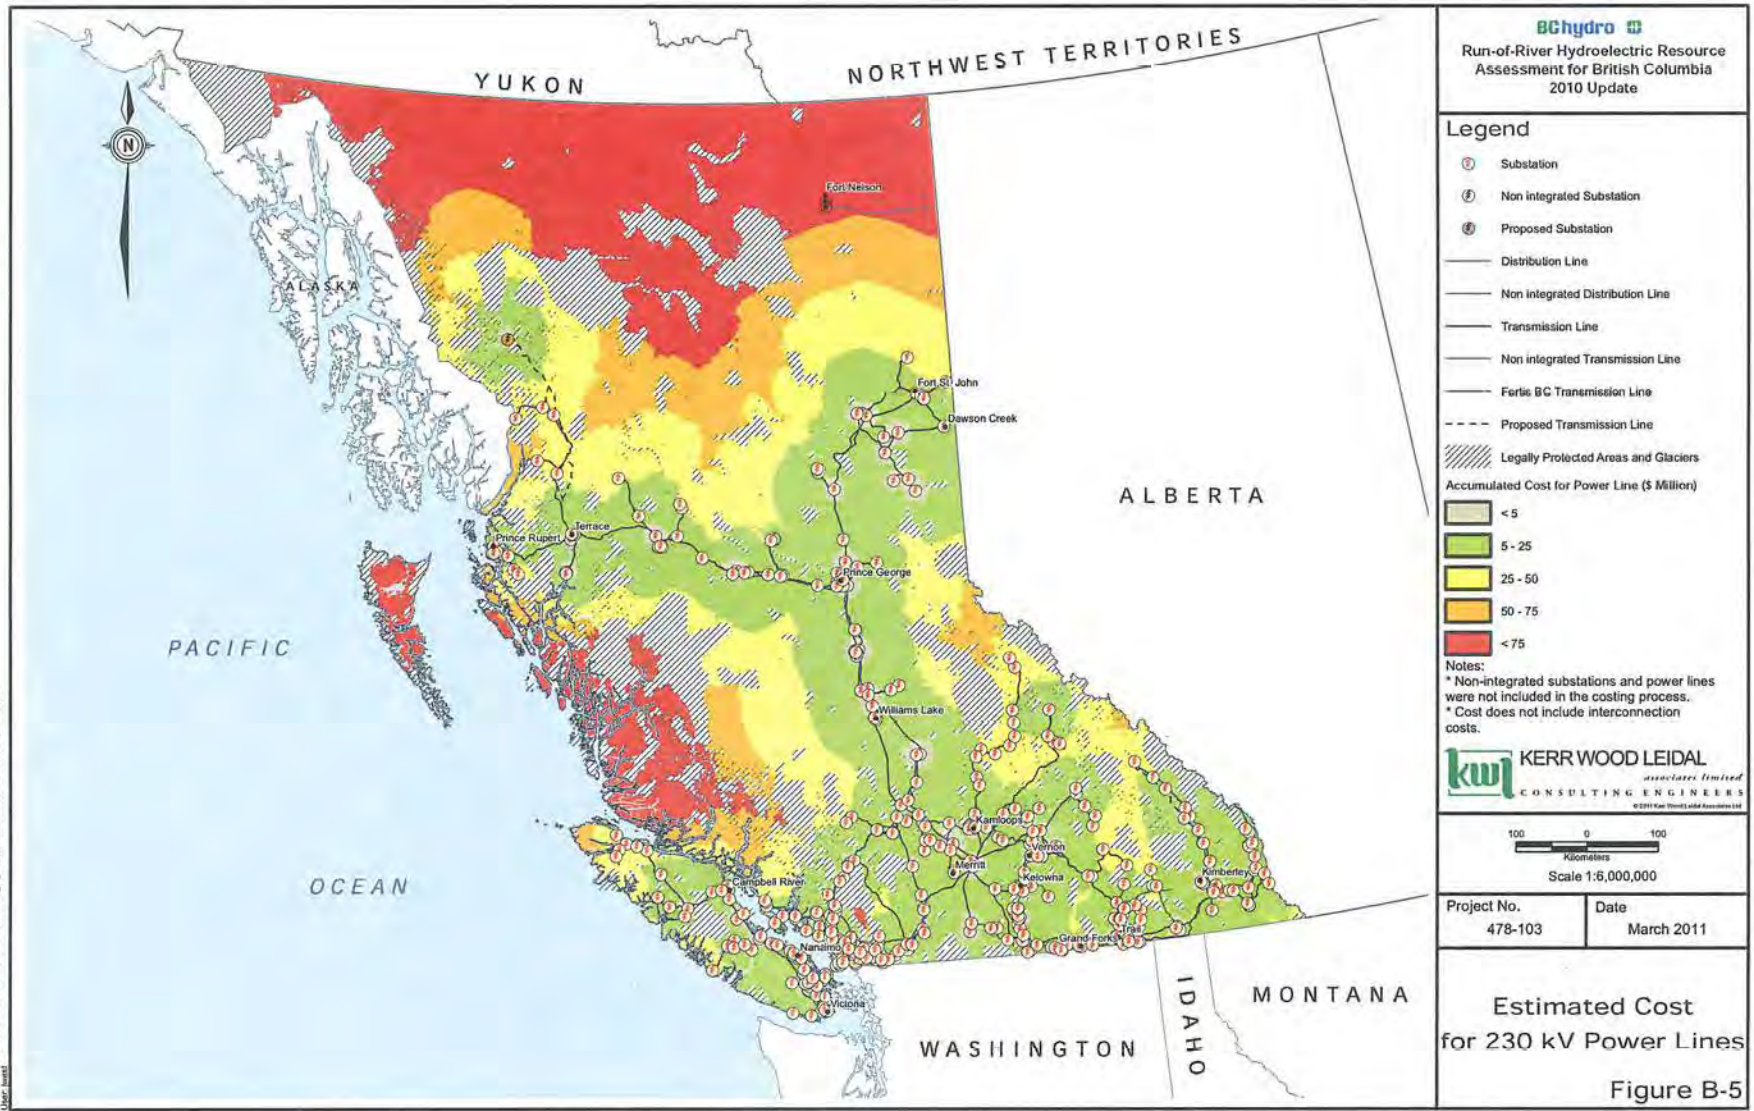 YUKON
NORTHWEST TERRITORIES
N
Fort Nelson
ALASKA
Fort St. John
Dawson Creek
ALBERTA
Terrace
Prince Rupert
Prince George
PACIFIC
Williams Lake
Kamloops
Vernon
Merritt
Kelowna
Kimberley
OCEAN
Campbell River
Nanaimo
Grand Forks
Trail
Victoria
WASHINGTON
IDAHO
MONTANA
BChydro
Run-of-River Hydroelectric Resource
Assessment for British Columbia
2010 Update
Legend
Substation
Non integrated Substation
Proposed Substation
Distribution Line
Non integrated Distribution Line
Transmission Line
Non integrated Transmission Line
Fortis BC Transmission Line
Proposed Transmission Line
Legally Protected Areas and Glaciers
Accumulated Cost for Power Line ($ Million)
< 5
5 - 25
25 - 50
50 - 75
< 75
Notes:
* Non-integrated substations and power lines
were not included in the costing process.
* Cost does not include interconnection
costs.
kwl
KERR WOOD LEIDAL
associates limited
CONSULTING ENGINEERS
© 2011 Kerr Wood Leidal Associates Ltd
100 0 100
Kilometers
Scale 1:6,000,000
Project No.
478-103
Date
March 2011
Estimated Cost
for 230 kV Power Lines
Figure B-5